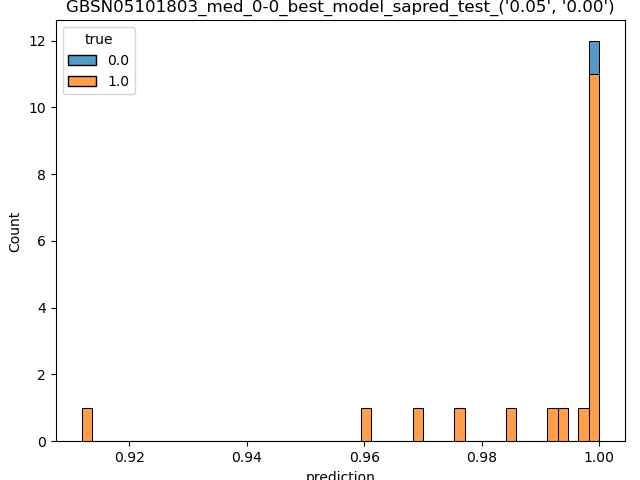 GBSN05101803_med_0-0_best_model_sapred_test_('0.05', '0.00')
true
0.0
1.0
12
10
8
6
4
2
0
Count
0.92 0.94 0.96 0.98 1.00
prediction